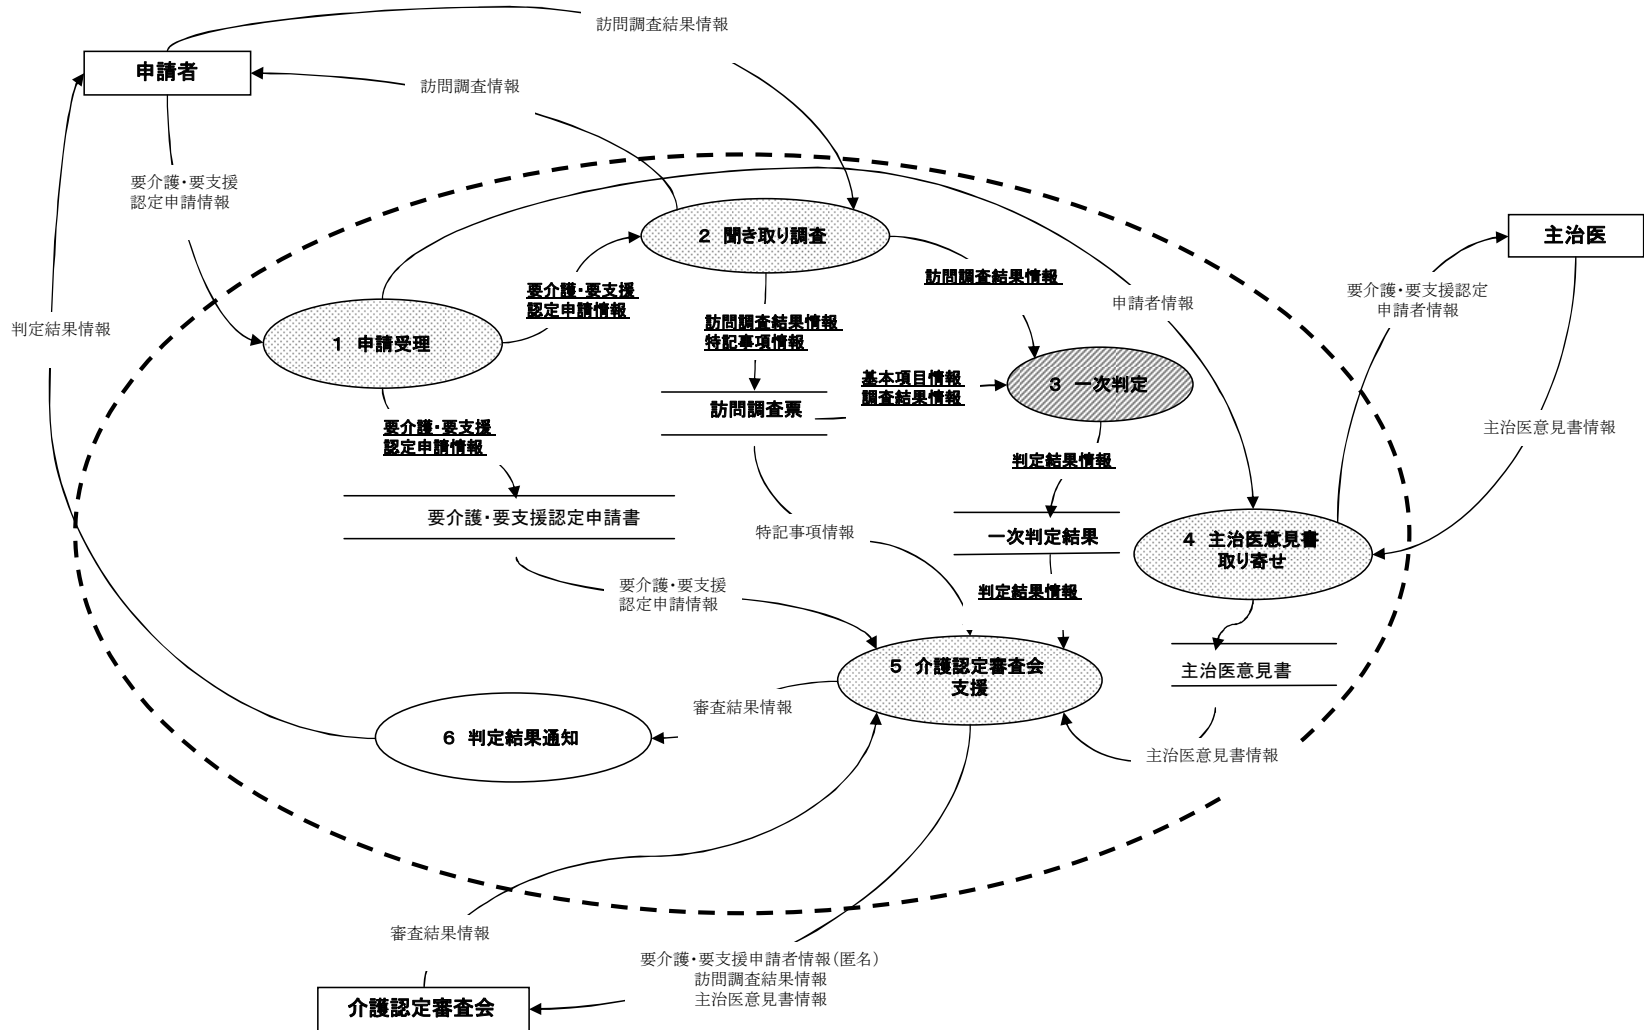 訪問調査結果情報
申請者
訪問調査情報
要介護・要支援
認定申請情報
2 聞き取り調査
主治医
訪問調査結果情報
要介護・要支援
認定申請情報
要介護・要支援認定
申請者情報
申請者情報
判定結果情報
1 申請受理
訪問調査結果情報
特記事項情報
基本項目情報
調査結果情報
3 一次判定
訪問調査票
要介護・要支援
認定申請情報
主治医意見書情報
判定結果情報
要介護・要支援認定申請書
特記事項情報
一次判定結果
4 主治医意見書
取り寄せ
要介護・要支援
認定申請情報
判定結果情報
5 介護認定審査会
支援
主治医意見書
審査結果情報
6 判定結果通知
主治医意見書情報
審査結果情報
要介護・要支援申請者情報(匿名)
訪問調査結果情報
主治医意見書情報
介護認定審査会